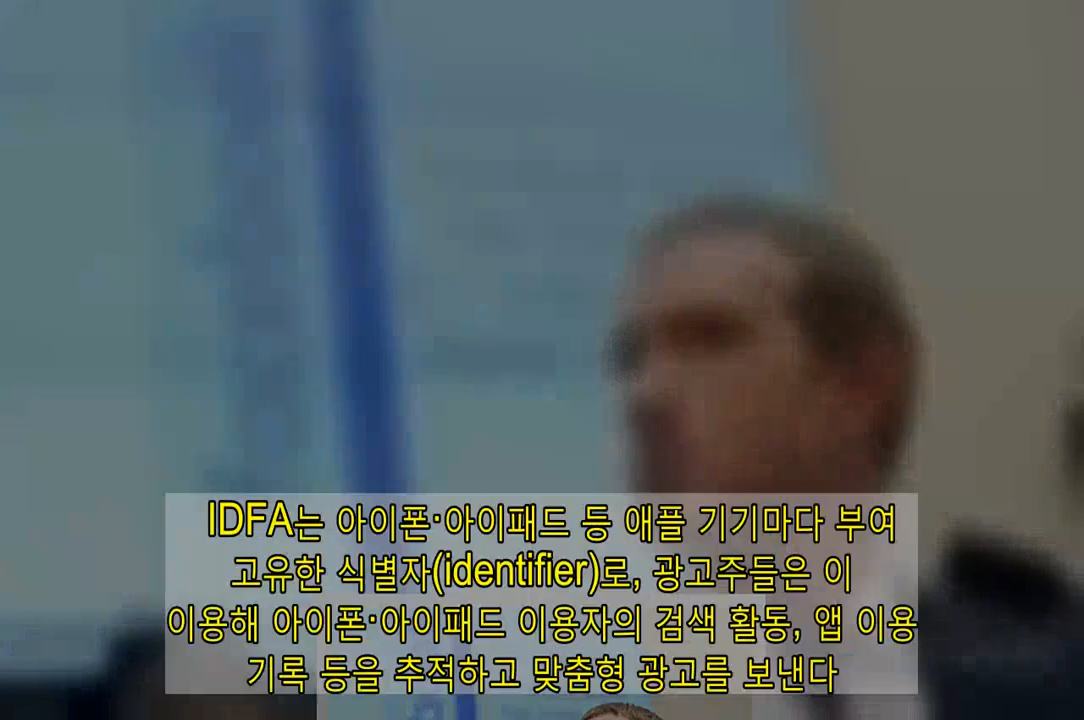 IDFA는 아이폰·아이패드 등 애플 기기마다 부여
고유한 식별자(identifier)로, 광고주들은 이
이용해 아이폰·아이패드 이용자의 검색 활동, 앱 이용
기록 등을 추적하고 맞춤형 광고를 보낸다